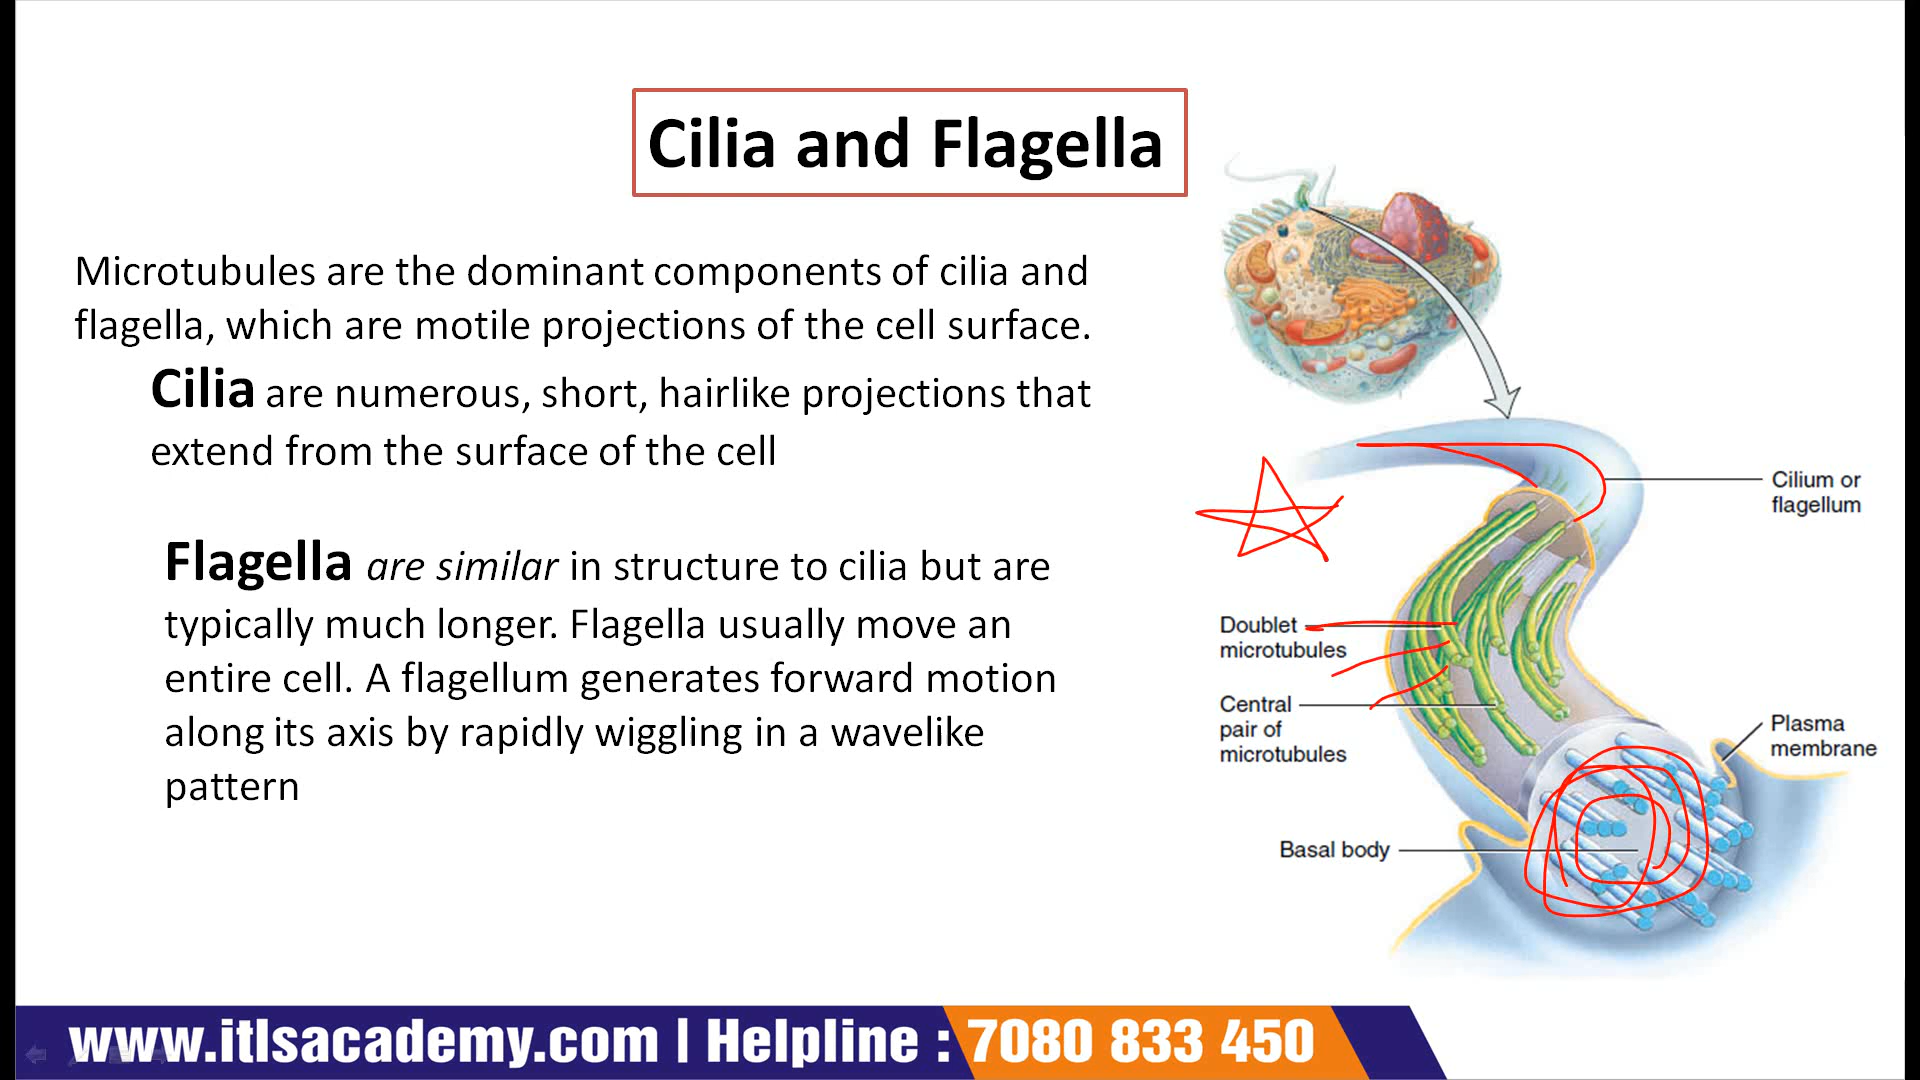 Cilia and Flagella
Microtubules are the dominant components of cilia and
flagella, which are motile projections of the cell surface.
Cilia are numerous, short, hairlike projections that
extend from the surface of the cell
Flagella are similar in structure to cilia but are
typically much longer. Flagella usually move an
entire cell. A flagellum generates forward motion
along its axis by rapidly wiggling in a wavelike
pattern
Cilium or
flagellum
Doublet
microtubules
Central
pair of
microtubules
Plasma
membrane
Basal body
www.itlsacademy.com | Helpline : 7080 833 450